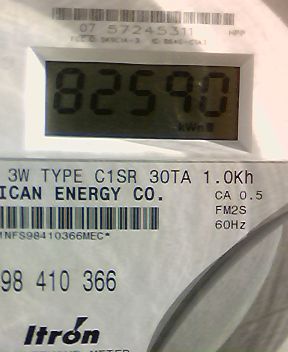 07 57245311
82590
kWh
3W TYPE C1SR 30TA 1.0Kh
ICAN ENERGY CO.
CA 0.5
FM2S
60Hz
1NFS98410366MEC*
98 410 366
Itron